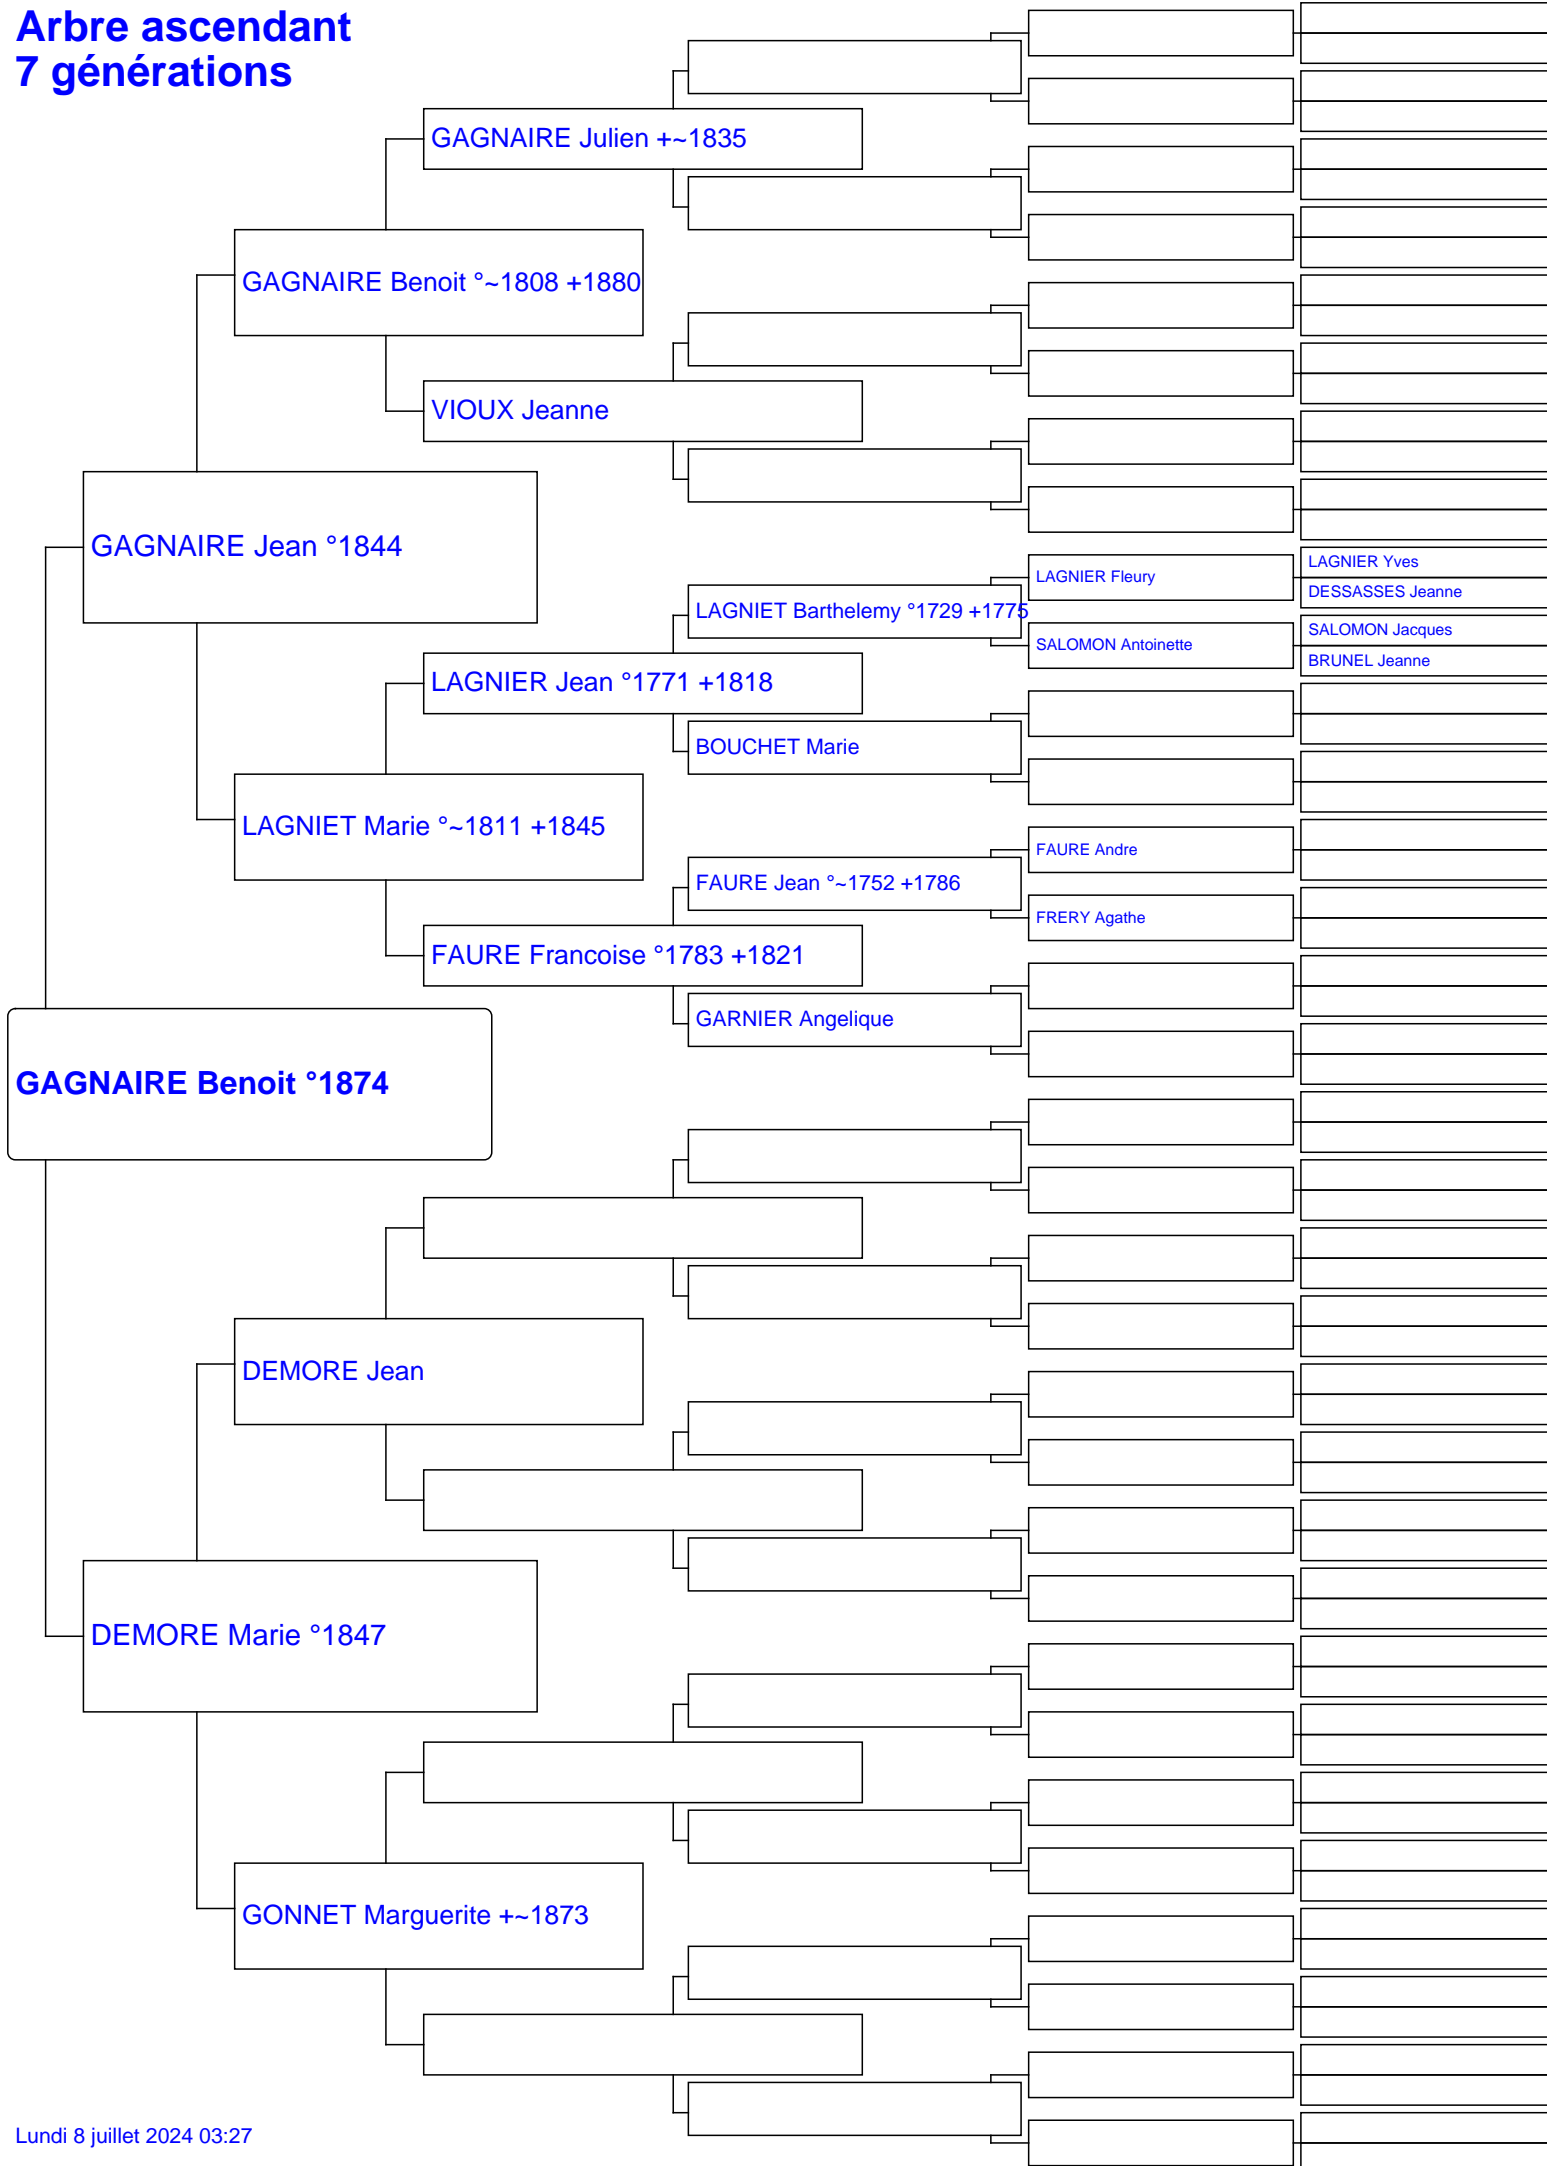 Arbre ascendant
7 générations
GAGNAIRE Julien +~1835
GAGNAIRE Benoit °~1808 +1880
VIOUX Jeanne
GAGNAIRE Jean °1844
LAGNIER Yves
LAGNIER Fleury
DESSASSES Jeanne
LAGNIET Barthelemy °1729 +1775
SALOMON Jacques
SALOMON Antoinette
BRUNEL Jeanne
LAGNIER Jean °1771 +1818
BOUCHET Marie
LAGNIET Marie °~1811 +1845
FAURE Andre
FAURE Jean °~1752 +1786
FRERY Agathe
FAURE Francoise °1783 +1821
GARNIER Angelique
GAGNAIRE Benoit °1874
DEMORE Jean
DEMORE Marie °1847
GONNET Marguerite +~1873
Lundi 8 juillet 2024 03:27